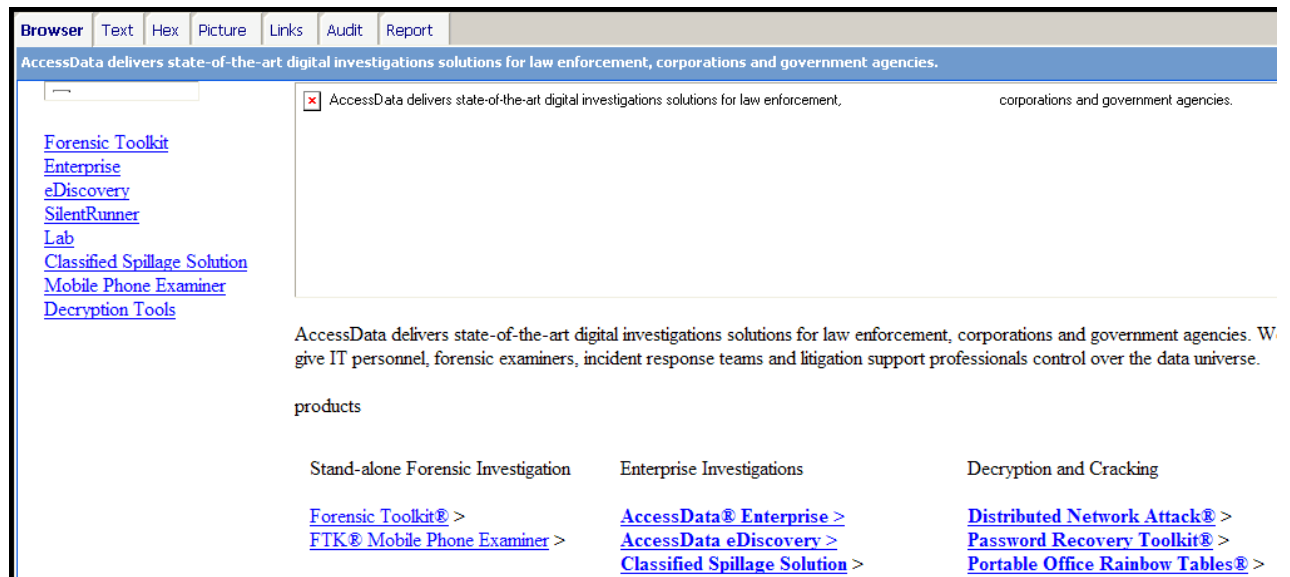 Browser Text Hex Picture Links Audit Report
AccessData delivers state-of-the-art digital investigations solutions for law enforcement, corporations and government agencies.
AccessData delivers state-of-the-art digital investigations solutions for law enforcement, corporations and government agencies.
Forensic Toolkit
Enterprise
eDiscovery
SilentRunner
Lab
Classified Spillage Solution
Mobile Phone Examiner
Decryption Tools
AccessData delivers state-of-the-art digital investigations solutions for law enforcement, corporations and government agencies.
give IT personnel, forensic examiners, incident response teams and litigation support professionals control over the data universe.
products
Stand-alone Forensic Investigation Enterprise Investigations Decryption and Cracking
Forensic Toolkit® > AccessData® Enterprise > Distributed Network Attack® >
FTK® Mobile Phone Examiner > AccessData eDiscovery > Password Recovery Toolkit® >
Classified Spillage Solution > Portable Office Rainbow Tables® >